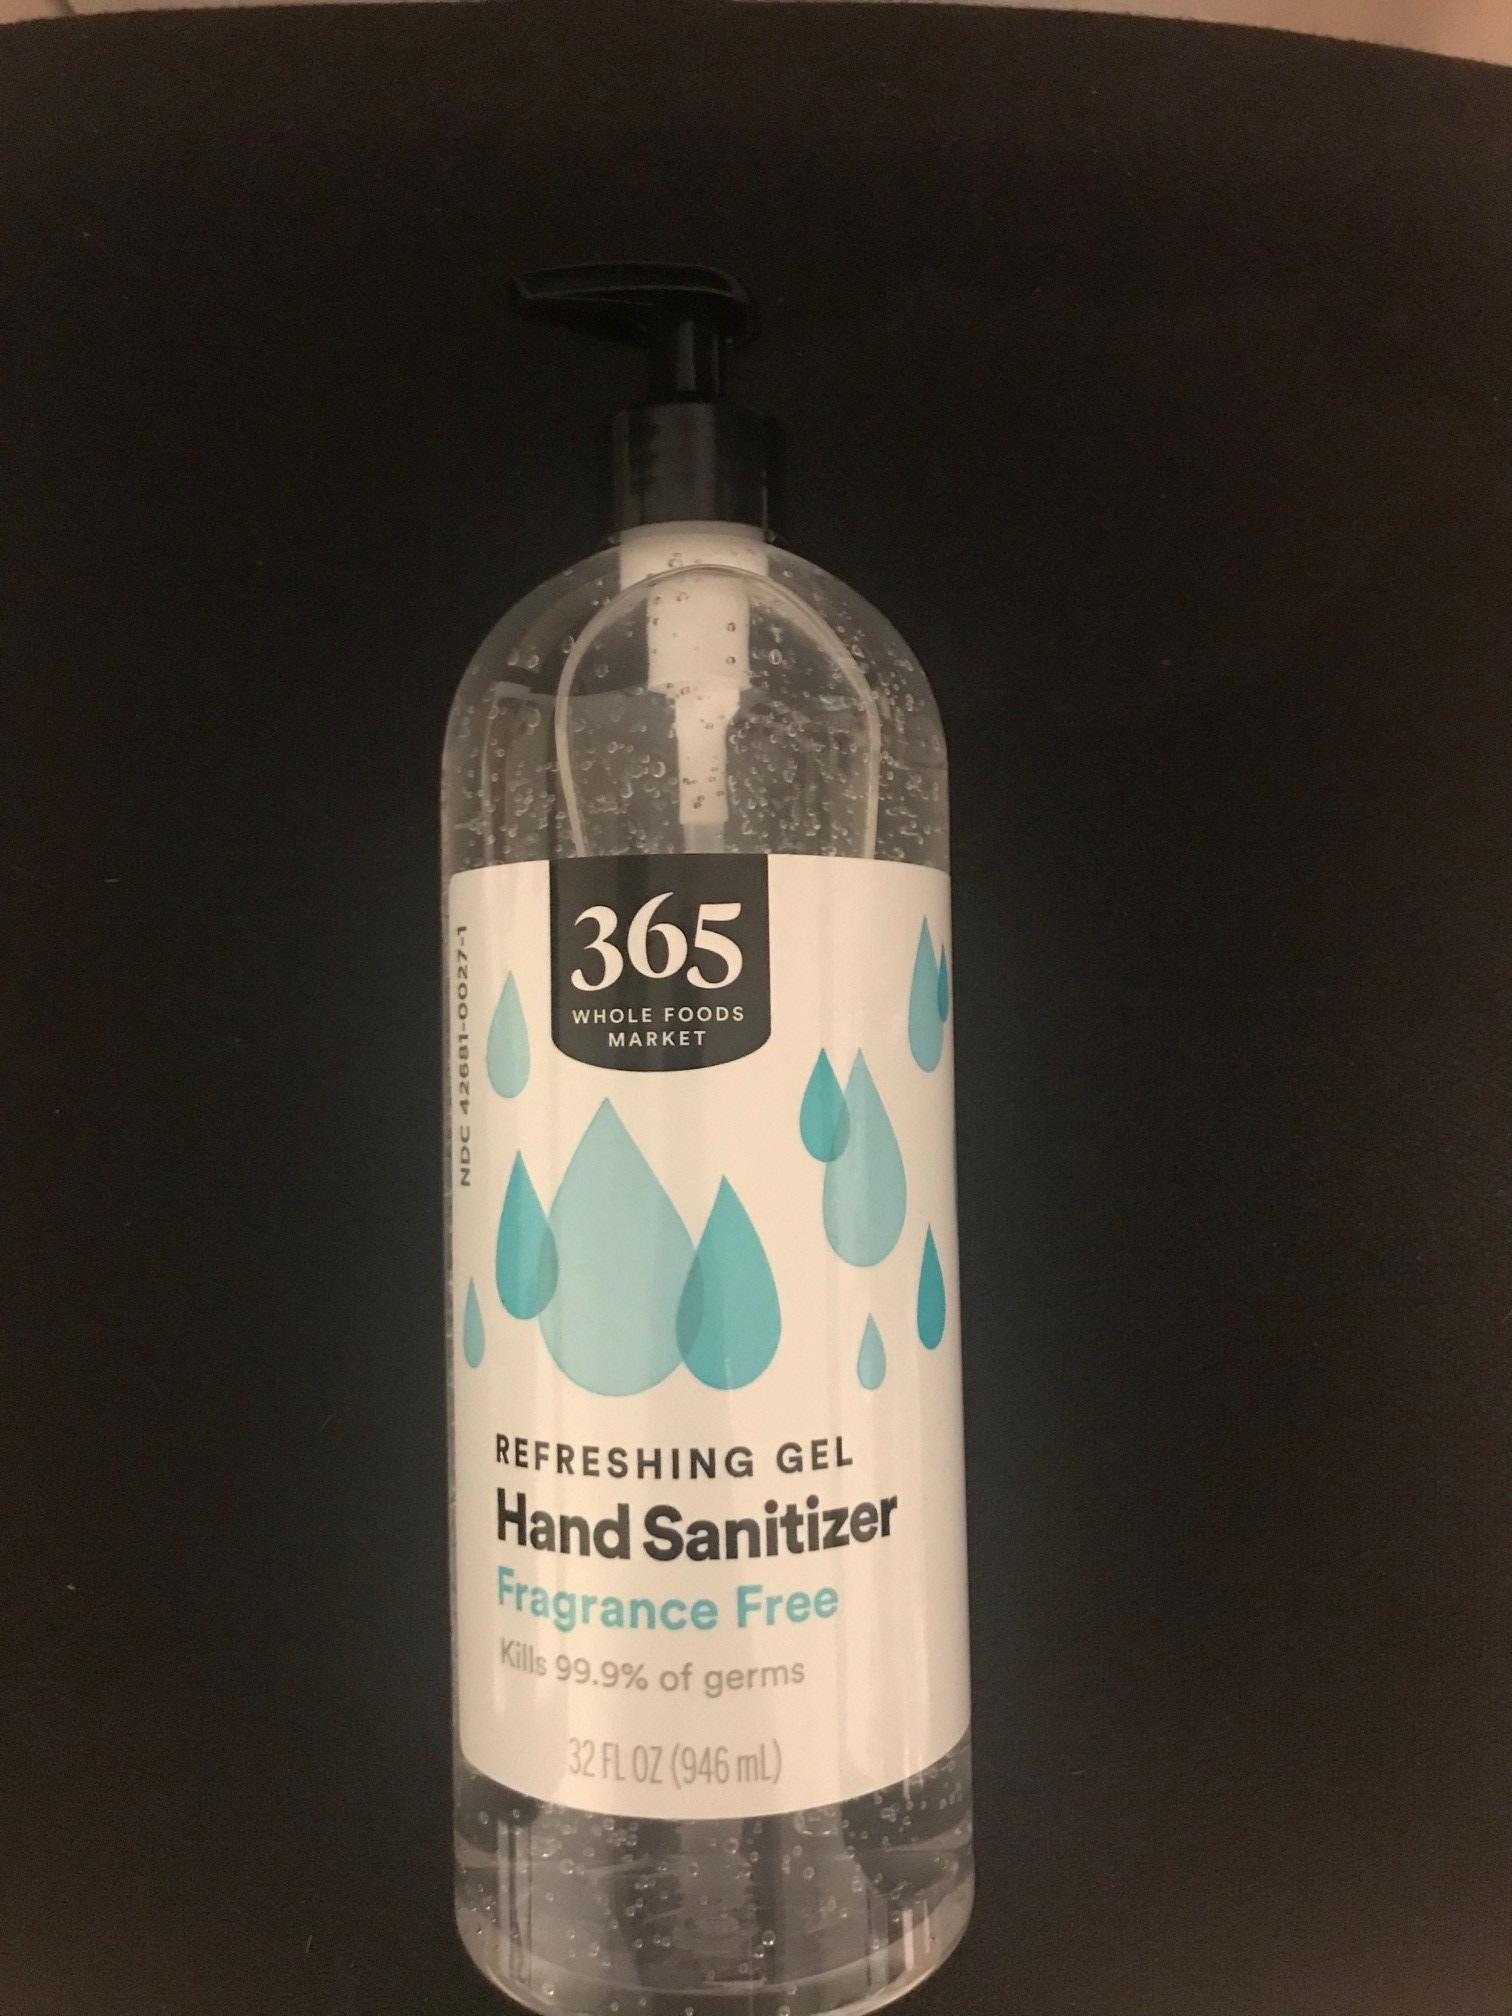 365
WHOLE FOODS
MARKET
NDC 42681-0027-1
REFRESHING GEL
Hand Sanitizer
Fragrance Free
Kills 99.9% of germs
32 FL OZ (946 mL)